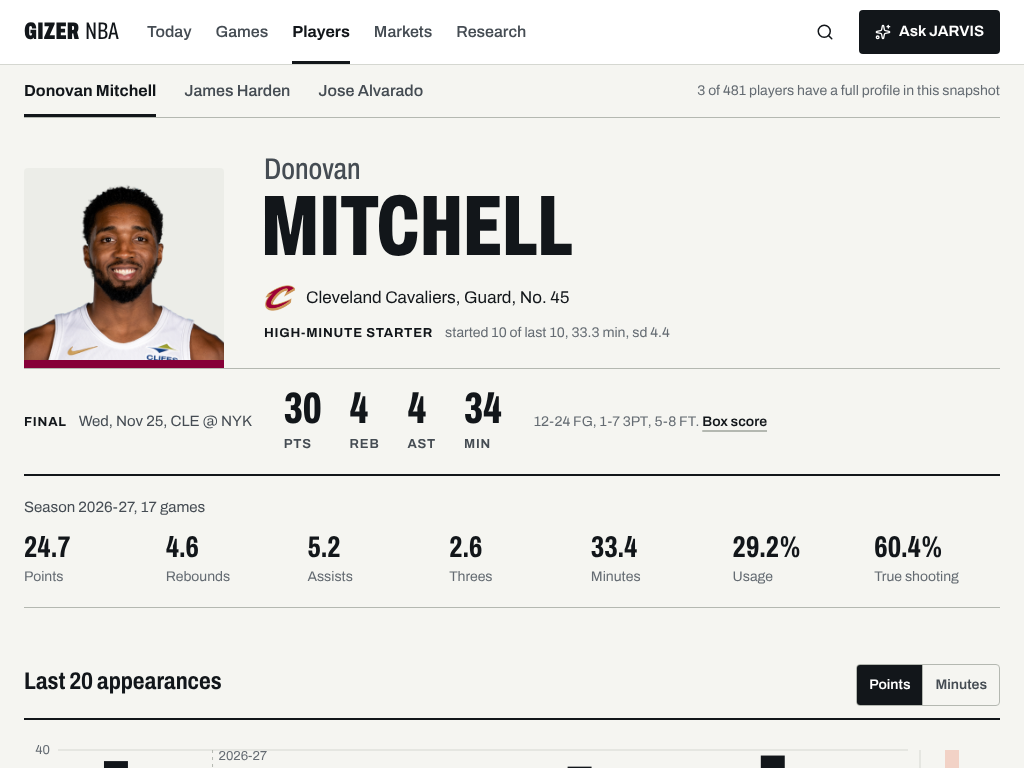 GIZER NBA
Today
Games
Players
Markets
Research
Ask JARVIS
Donovan Mitchell
James Harden
Jose Alvarado
3 of 481 players have a full profile in this snapshot
Donovan
MITCHELL
Cleveland Cavaliers, Guard, No. 45
HIGH-MINUTE STARTER started 10 of last 10, 33.3 min, sd 4.4
FINAL Wed, Nov 25, CLE @ NYK
30 4 4 34
PTS REB AST MIN
12-24 FG, 1-7 3PT, 5-8 FT. Box score
Season 2026-27, 17 games
24.7 4.6 5.2 2.6 33.4 29.2% 60.4%
Points Rebounds Assists Threes Minutes Usage True shooting
Last 20 appearances
Points Minutes
40
2026-27